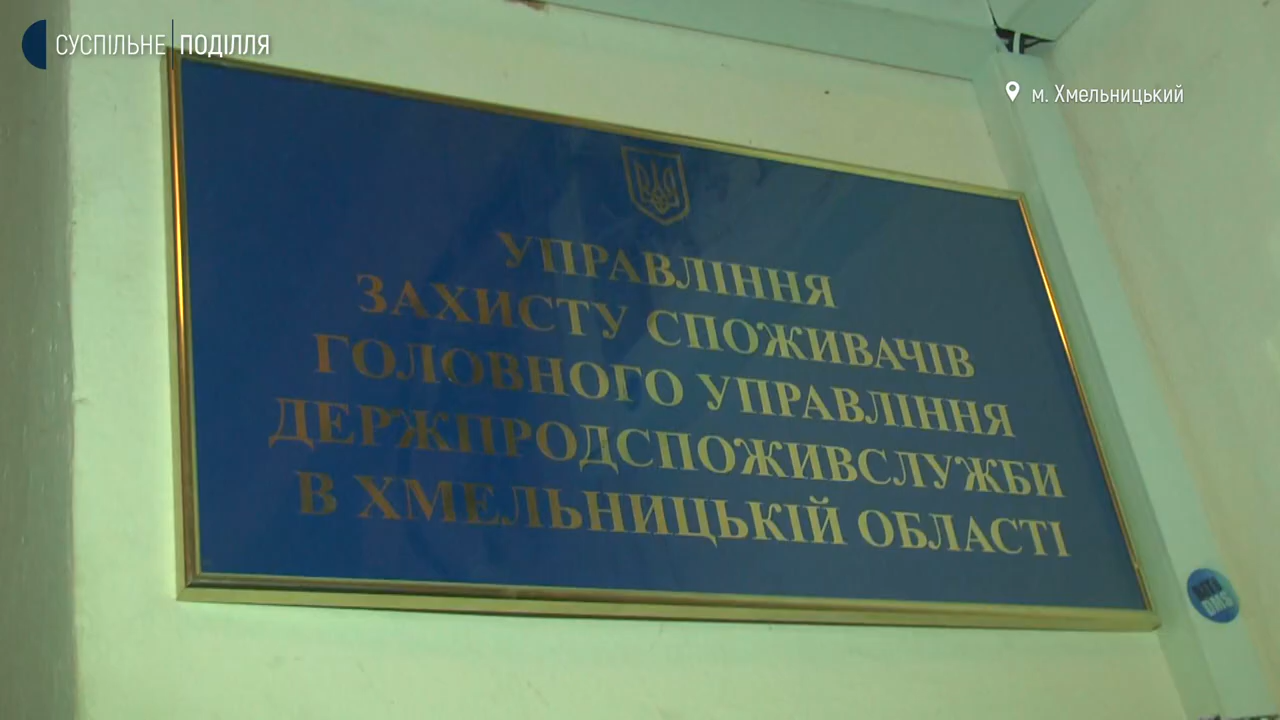 СУСПІЛЬНЕ ПОДІЛЛЯ
м. Хмельницький
УПРАВЛІННЯ
ЗАХИСТУ СПОЖИВАЧІВ
ГОЛОВНОГО УПРАВЛІННЯ
ДЕРЖПРОДСПОЖИВСЛУЖБИ
В ХМЕЛЬНИЦЬКІЙ ОБЛАСТІ